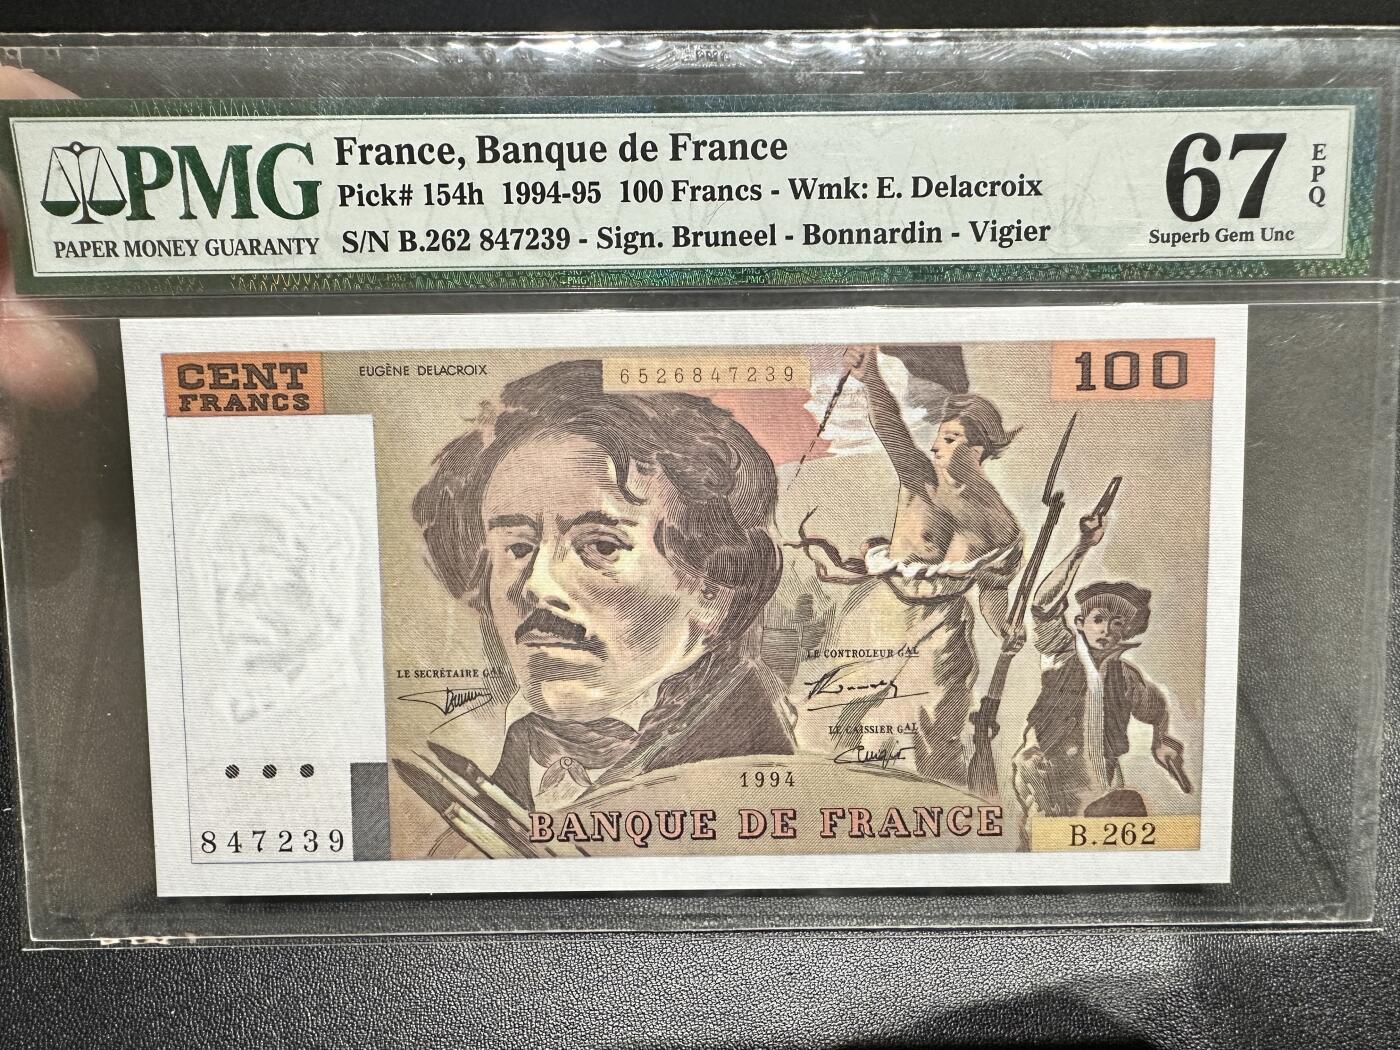 PMG
PAPER MONEY GUARANTY
France, Banque de France
Pick# 154h 1994-95 100 Francs - Wmk: E. Delacroix
S/N B.262 847239 - Sign. Bruneel - Bonnardin - Vigier
67
EPQ
Superb Gem Unc
CENT
FRANCS
EUGÈNE DELACROIX
6526847239
100
LE SECRÉTAIRE GAL
LE CONTROLEUR GAL
LE CAISSIER GAL
1994
BANQUE DE FRANCE
847239
B.262